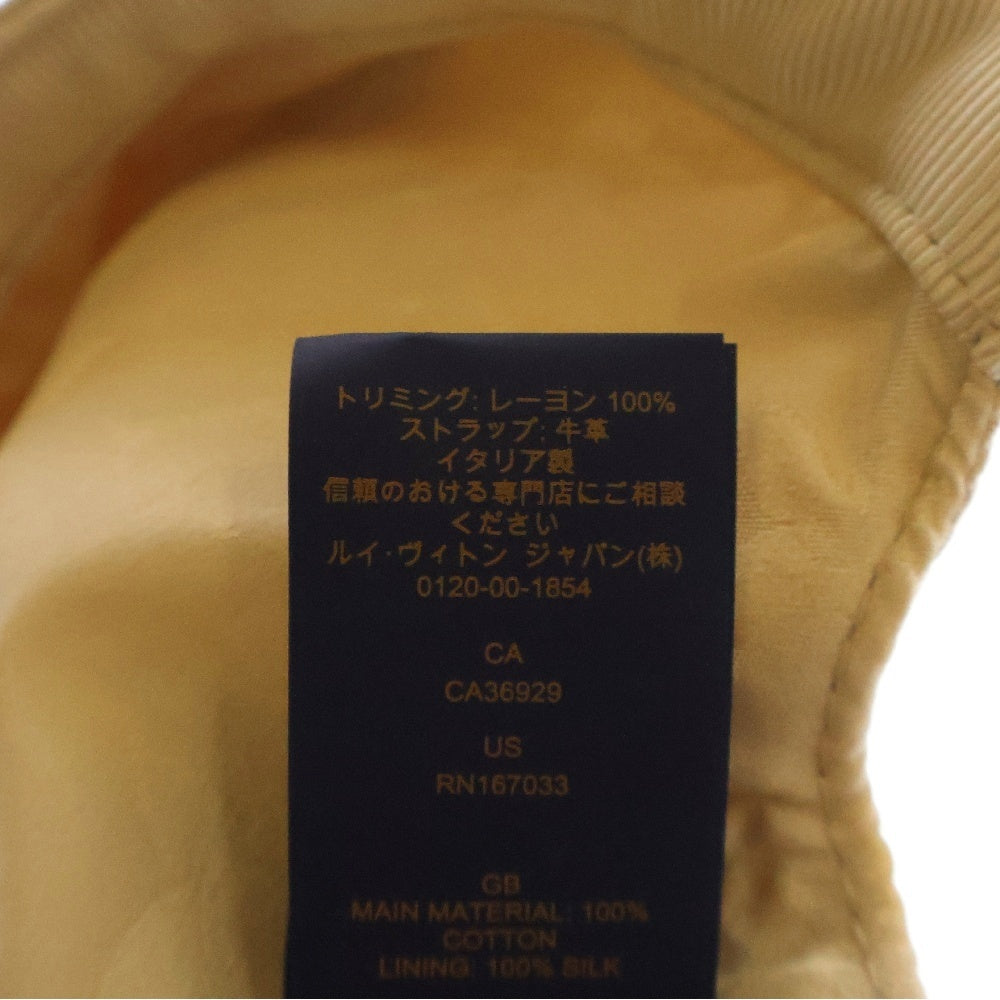 トリミング: レーヨン 100%
ストラップ: 牛革
イタリア製
信頼のおける専門店にご相談
ください
ルイ・ヴィトン ジャパン(株)
0120-00-1854
CA
CA36929
US
RN167033
GB
MAIN MATERIAL: 100%
COTTON
LINING: 100% SILK